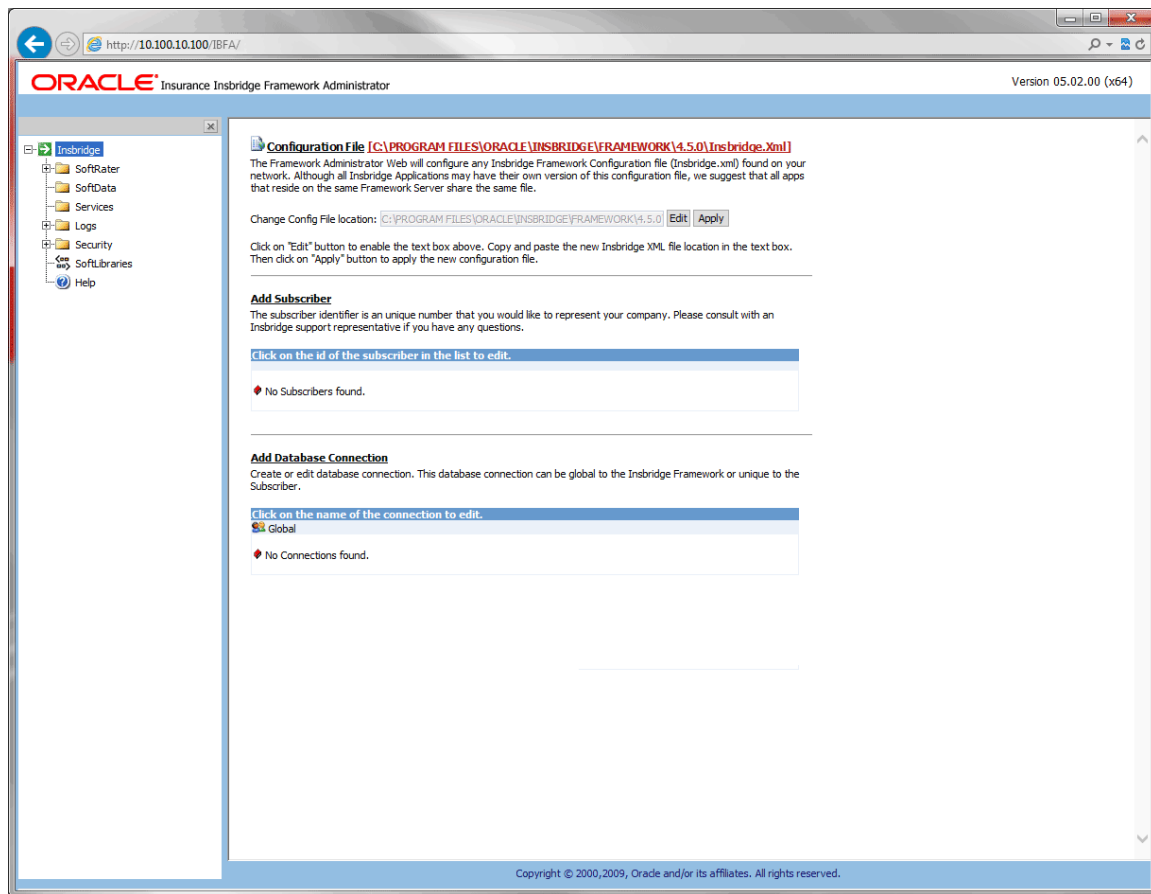 http://10.100.10.100/IBFA/
ORACLE Insurance Insbridge Framework Administrator
Version 05.02.00 (x64)
Insbridge
SoftRater
SoftData
Services
Logs
Security
SoftLibraries
Help
Configuration File [C:\PROGRAM FILES\ORACLE\INSBRIDGE\FRAMEWORK\4.5.0\Insbridge.Xml]
The Framework Administrator Web will configure any Insbridge Framework Configuration file (Insbridge.xml) found on your
network. Although all Insbridge Applications may have their own version of this configuration file, we suggest that all apps
that reside on the same Framework Server share the same file.
Change Config File location: C:\PROGRAM FILES\ORACLE\INSBRIDGE\FRAMEWORK\4.5.0 Edit Apply
Click on "Edit" button to enable the text box above. Copy and paste the new Insbridge XML file location in the text box.
Then click on "Apply" button to apply the new configuration file.
Add Subscriber
The subscriber identifier is an unique number that you would like to represent your company. Please consult with an
Insbridge support representative if you have any questions.
Click on the id of the subscriber in the list to edit.
No Subscribers found.
Add Database Connection
Create or edit database connection. This database connection can be global to the Insbridge Framework or unique to the
Subscriber.
Click on the name of the connection to edit.
Global
No Connections found.
Copyright © 2000,2009, Oracle and/or its affiliates. All rights reserved.